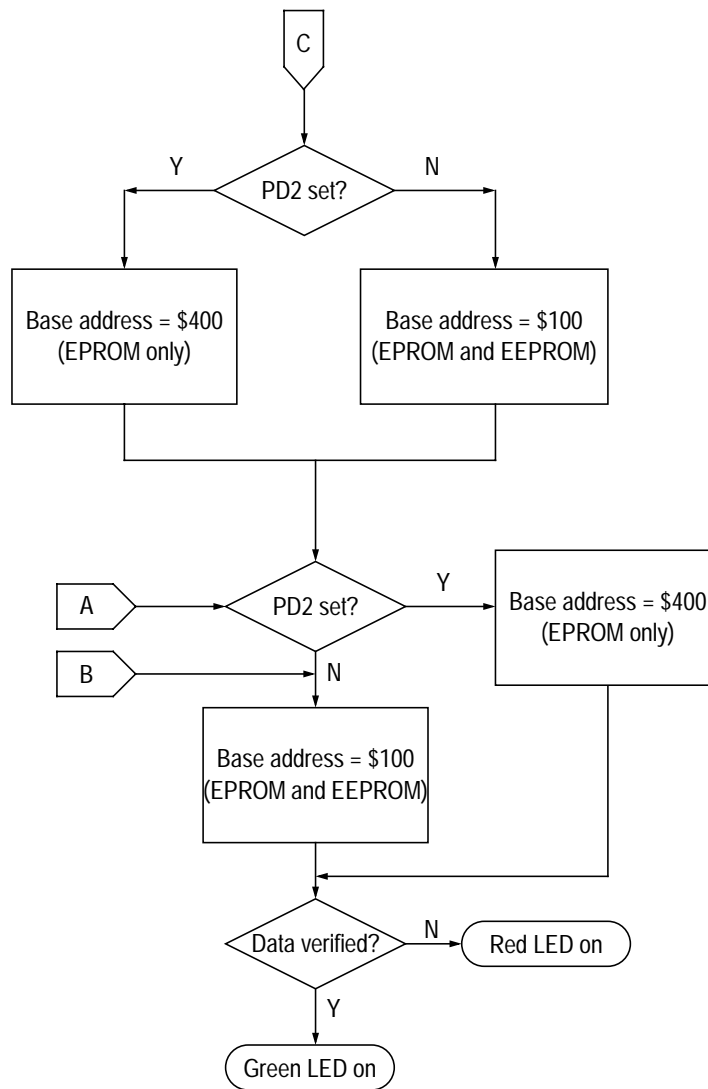 C
Y
N
PD2 set?
Base address = $400
(EPROM only)
Base address = $100
(EPROM and EEPROM)
A
PD2 set?
Y
Base address = $400
(EPROM only)
B
N
Base address = $100
(EPROM and EEPROM)
Data verified?
N
Red LED on
Y
Green LED on